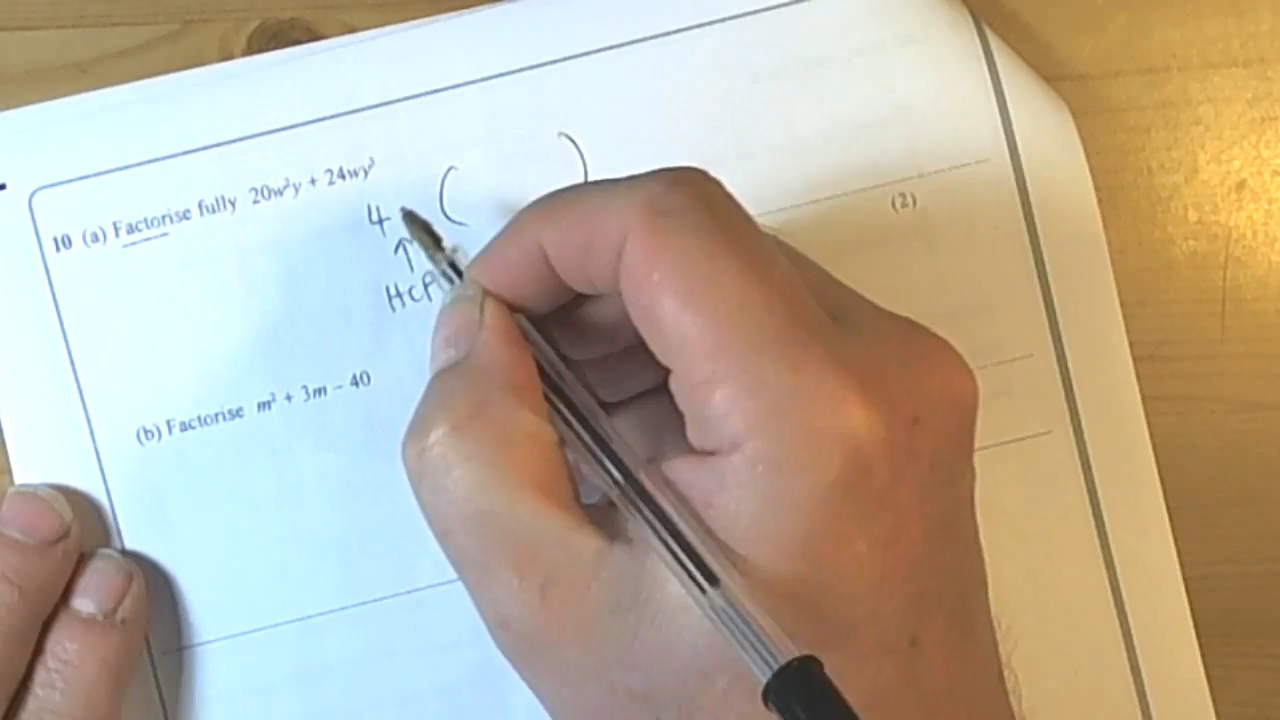 10 (a) Factorise fully 20w²y + 24wy³
4 ( )
(2)
↑
HCF
(b) Factorise m² + 3m – 40